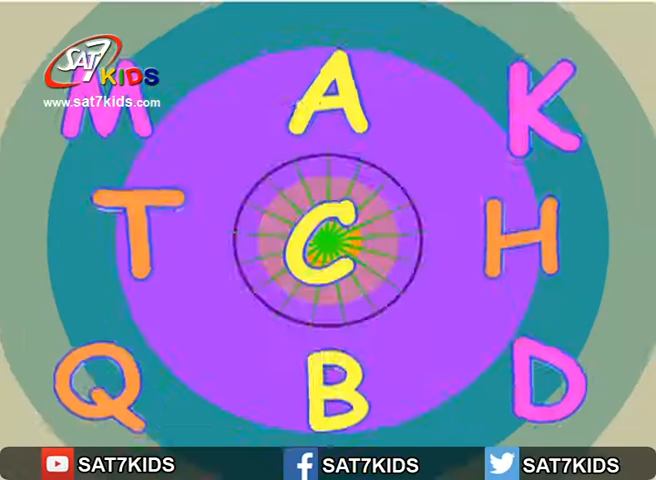 SAT7 KIDS
www.sat7kids.com
M A K
T C H
Q B D
SAT7KIDS SAT7KIDS SAT7KIDS